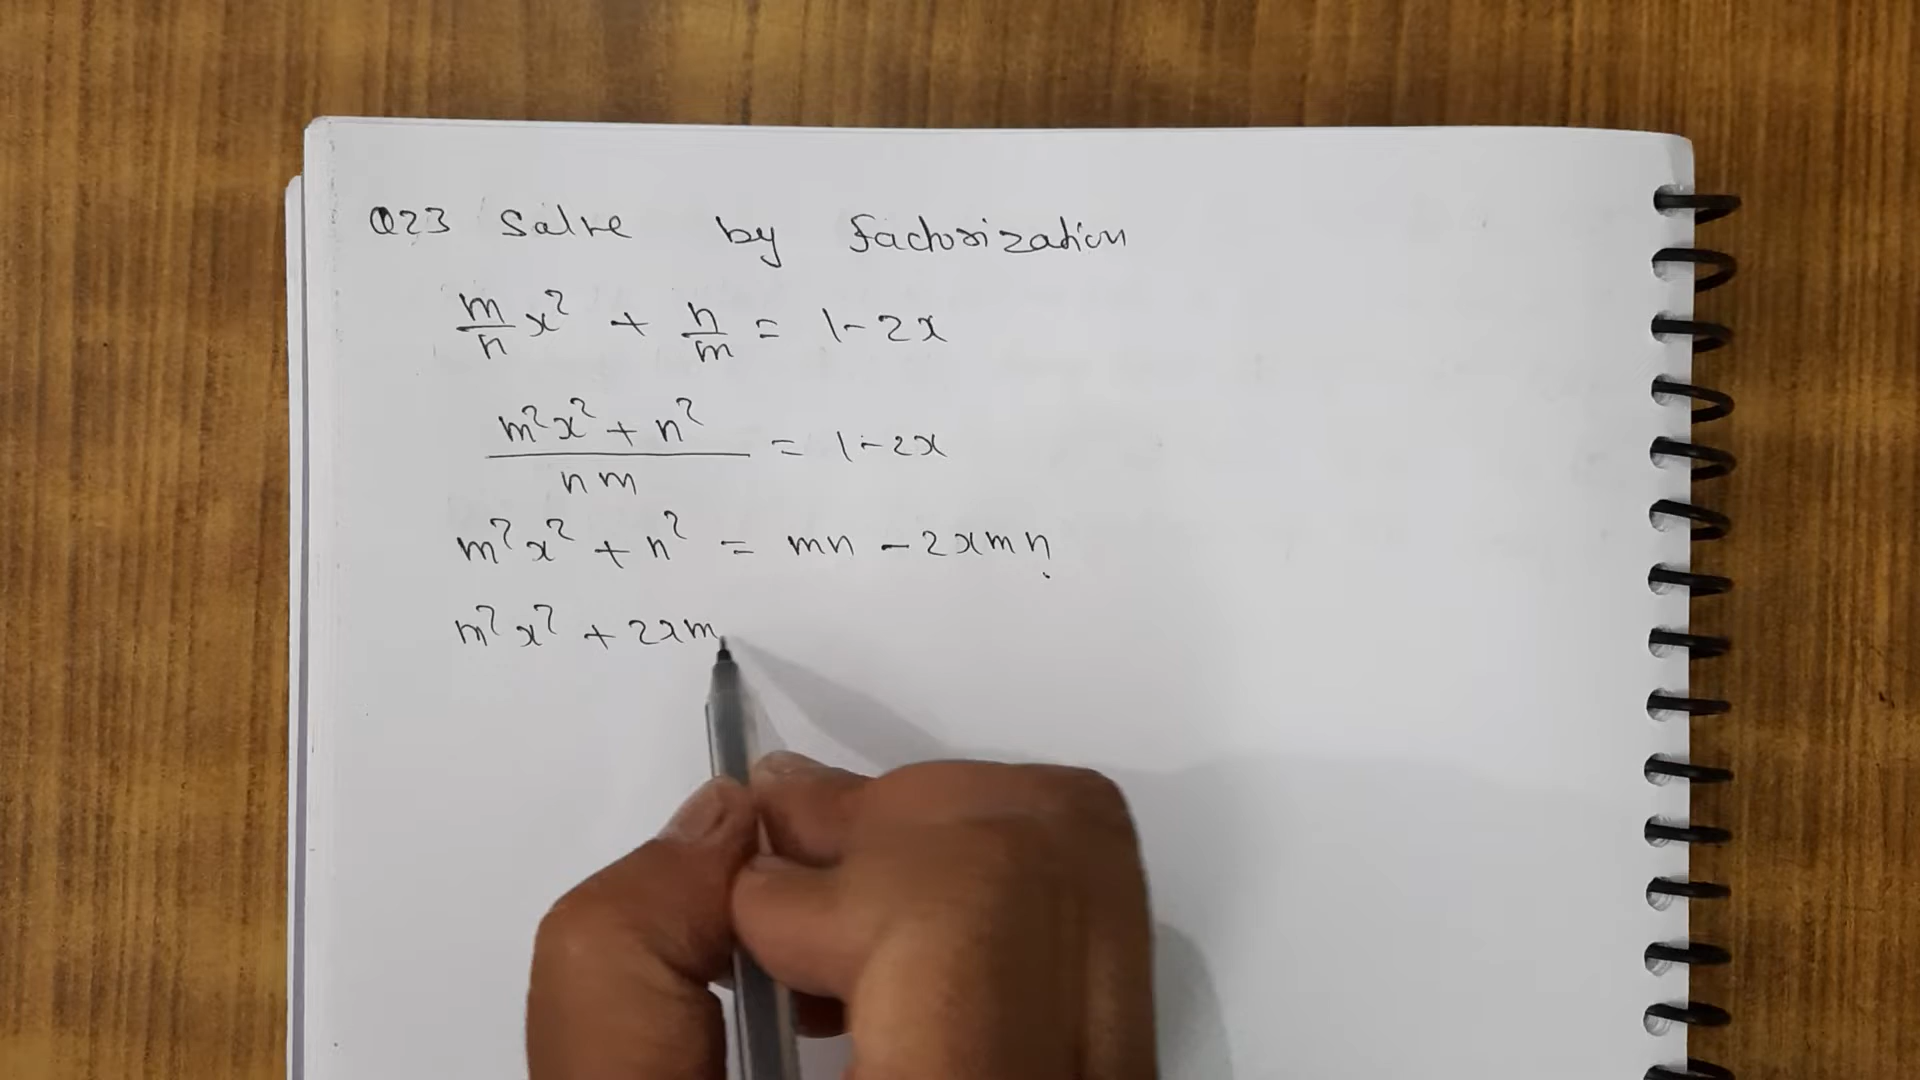 Q23 Solve by factorization
m/n x² + n/m = 1-2x
m²x² + n² / nm = 1-2x
m²x² + n² = mn - 2xmn
m²x² + 2xm